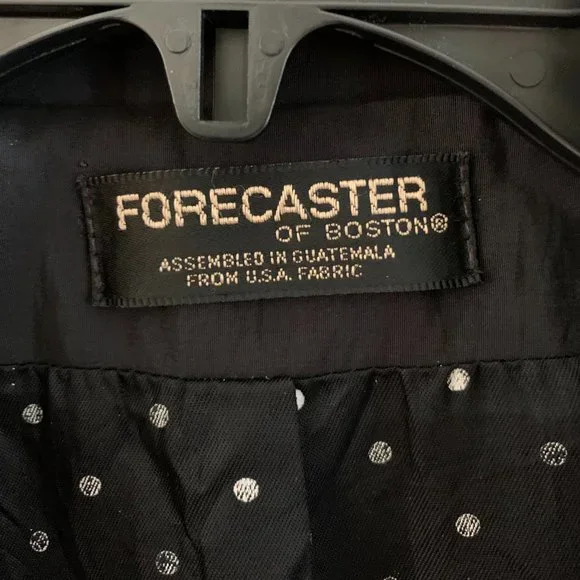 FORECASTER
OF BOSTON®
ASSEMBLED IN GUATEMALA
FROM U.S.A. FABRIC